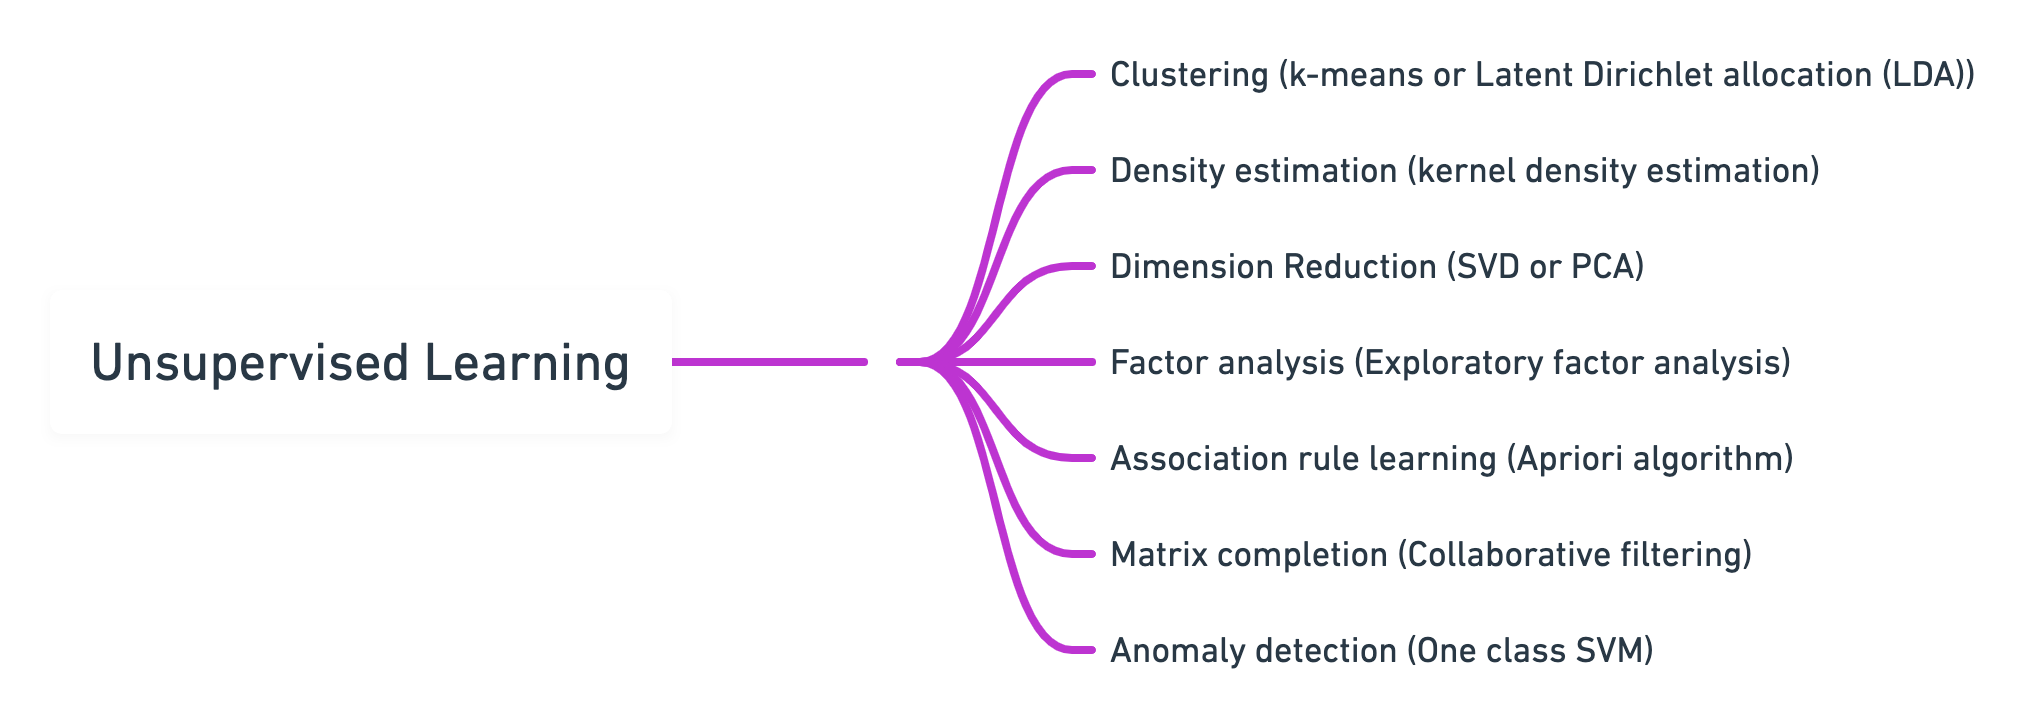 Unsupervised Learning
Clustering (k-means or Latent Dirichlet allocation (LDA))
Density estimation (kernel density estimation)
Dimension Reduction (SVD or PCA)
Factor analysis (Exploratory factor analysis)
Association rule learning (Apriori algorithm)
Matrix completion (Collaborative filtering)
Anomaly detection (One class SVM)